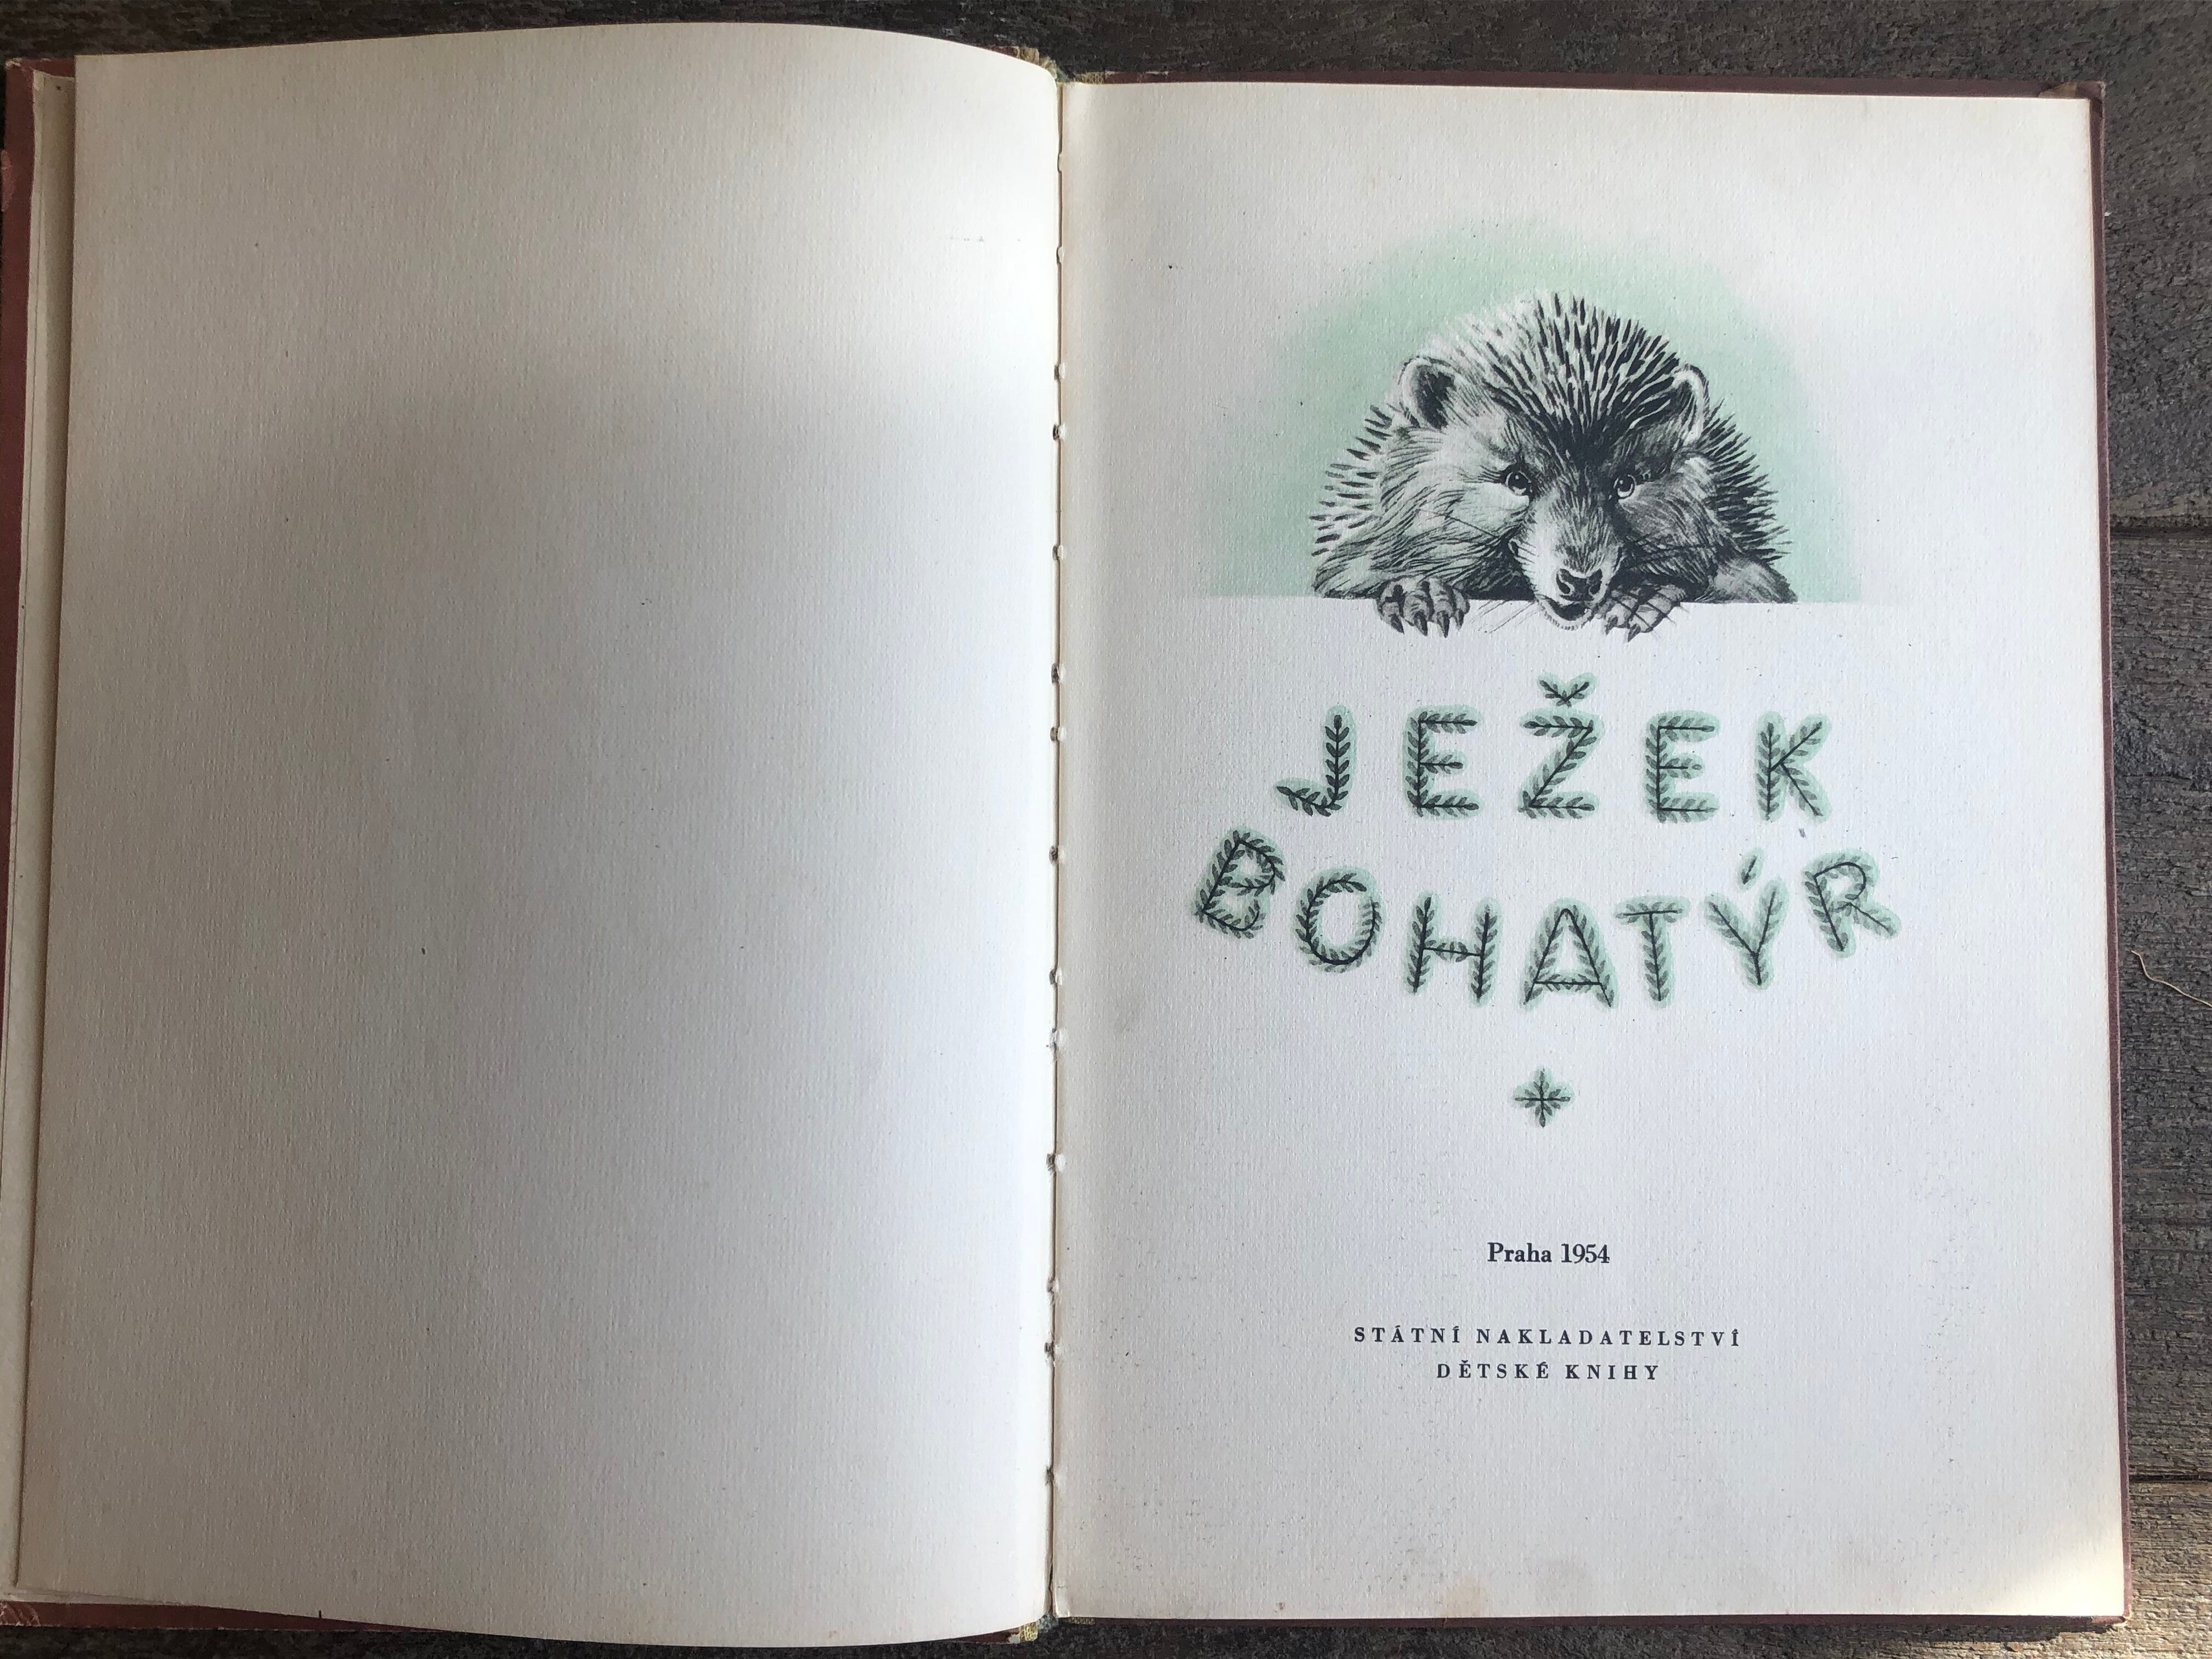 JEŽEK
BOHATÝR
Praha 1954
STÁTNÍ NAKLADATELSTVÍ
DĚTSKÉ KNIHY